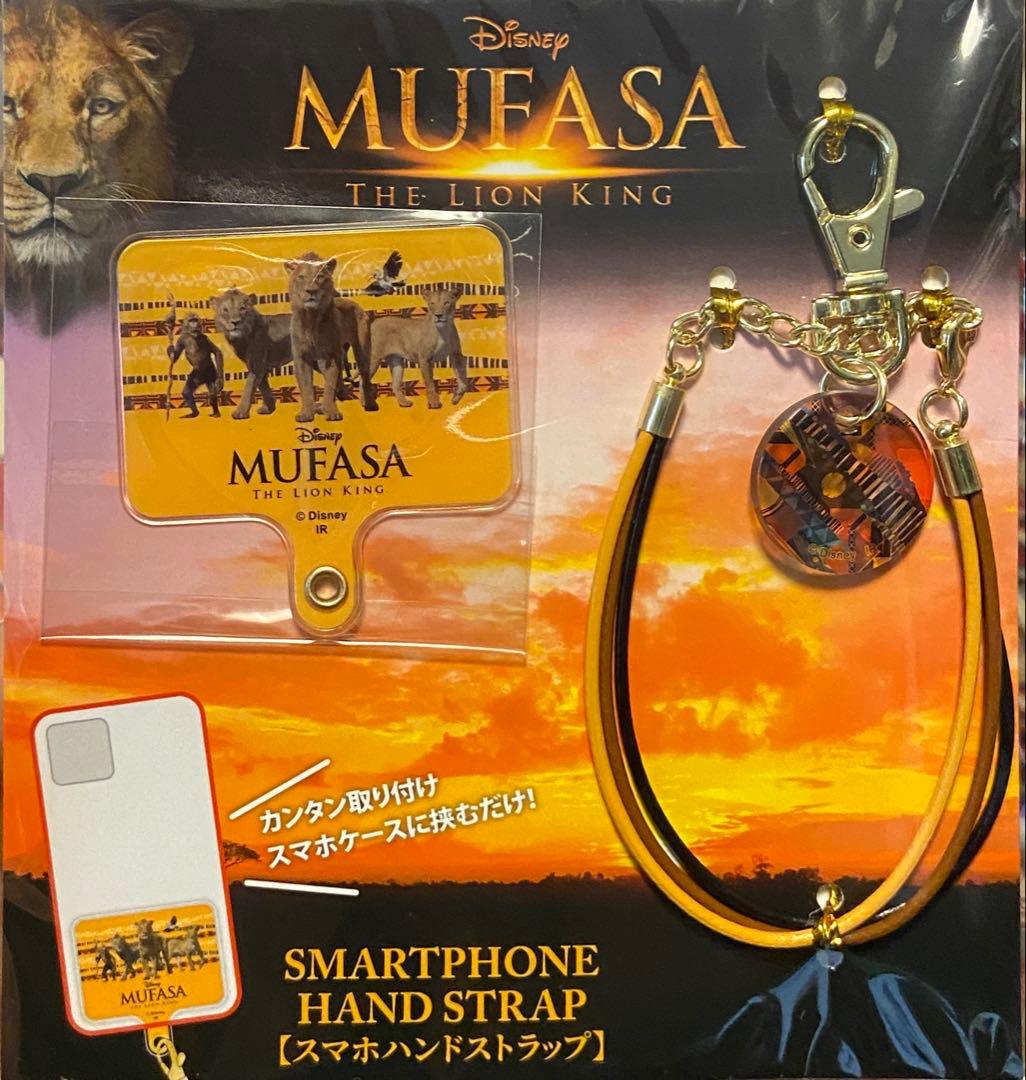 Disney
MUFASA
THE LION KING
Disney
MUFASA
THE LION KING
© Disney
IR
©Disney
カンタン取り付け
スマホケースに挟むだけ!
Disney
MUFASA
THE LION KING
SMARTPHONE
HAND STRAP
【スマホハンドストラップ】